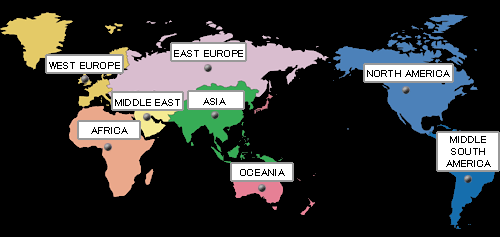 EAST EUROPE
WEST EUROPE
NORTH AMERICA
MIDDLE EAST
ASIA
AFRICA
MIDDLE
SOUTH
AMERICA
OCEANIA